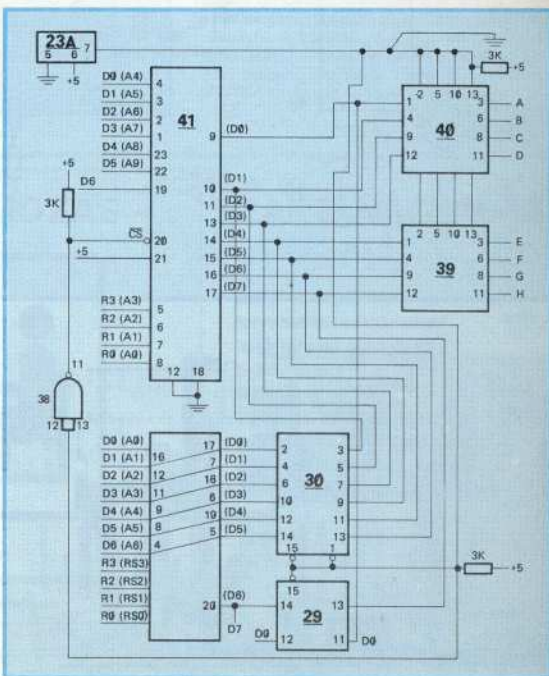 23A
5 6 7
+5
D0 (A4) 4
D1 (A5) 3
D2 (A6) 2
D3 (A7) 1
D4 (A8) 23
D5 (A9) 22
+5
D6 19
3K
CS 20
+5 21
R3 (A3) 5
R2 (A2) 6
R1 (A1) 7
R0 (A0) 8
41
9 (D0)
10 (D1)
11 (D2)
13 (D3)
14 (D4)
15 (D5)
16 (D6)
17 (D7)
12 18
3K +5
2 5 10 13
1 3 A
4 40 6 B
9 8 C
12 11 D
2 5 10 13
1 3 E
4 39 6 F
9 8 G
12 11 H
11
38
12 13
D0 (A0) 17 (D0)
D1 (A1) 16 7 (D1)
D2 (A2) 12 18 (D2)
D3 (A3) 11 6 (D3)
D4 (A4) 9 19 (D4)
D5 (A5) 8 5 (D5)
D6 (A6) 4
R3 (RS3)
R2 (RS2)
R1 (RS1)
R0 (RS0)
20 (D6)
D7
2 3
4 5
6 30 7
10 9
12 11
14 13
15 1
3K +5
15
14 13
29
D0 12 11 D0